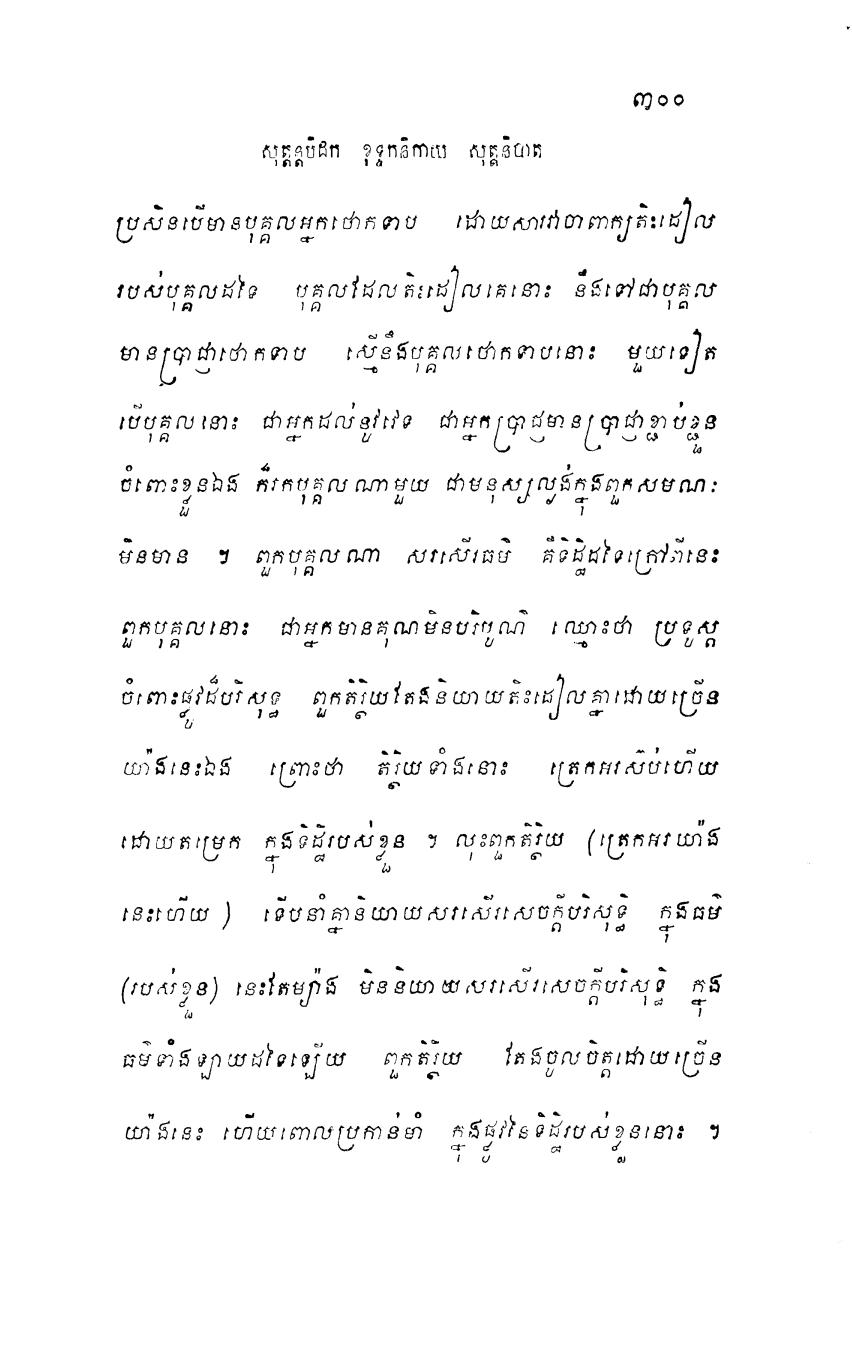 ៣០០
សុត្តន្តបិដក ខុទ្ទកនិកាយ សុត្តនិបាត
ប្រសិនបើមានបុគ្គលអ្នកថោកទាប ដោយសារវាចាពាក្យតិះដៀល
របស់បុគ្គលដទៃ បុគ្គលដែលតិះដៀលគេនោះ នឹងទៅជាបុគ្គល
មានប្រាជ្ញាថោកទាប ស្មើនឹងបុគ្គលថោកទាបនោះ មួយទៀត
បើបុគ្គលនោះ ជាអ្នកដល់នូវវេទ ជាអ្នកប្រាជ្ញមានប្រាជ្ញាខ្ជាប់ខ្ជួន
ចំពោះខ្លួនឯង ក៏រកបុគ្គលណាមួយ ជាមនុស្សល្ងង់ក្នុងពួកសមណៈ
មិនមាន ។ ពួកបុគ្គលណា សរសើរធម៌ គឺទិដ្ឋិដទៃក្រៅពីនេះ
ពួកបុគ្គលនោះ ជាអ្នកមានគុណមិនបរិបូណ៌ ឈ្មោះថា ប្រទូស្ត
ចំពោះផ្លូវដ៏បរិសុទ្ធ ពួកតិរ្ថិយតែងនិយាយតិះដៀលគ្នាដោយច្រើន
យ៉ាងនេះឯង ព្រោះថា តិរ្ថិយទាំងនោះ ត្រេកអរស៊ប់ហើយ
ដោយតម្រេក ក្នុងទិដ្ឋិរបស់ខ្លួន ។ លុះពួកតិរ្ថិយ (ត្រេកអរយ៉ាង
នេះហើយ) ទើបនាំគ្នានិយាយសរសើរសេចក្តីបរិសុទ្ធិ ក្នុងធម៌
(របស់ខ្លួន) នេះតែម្យ៉ាង មិននិយាយសរសើរសេចក្តីបរិសុទ្ធិ ក្នុង
ធម៌ទាំងឡាយដទៃឡើយ ពួកតិរ្ថិយ តែងចូលចិត្តដោយច្រើន
យ៉ាងនេះ ហើយពោលប្រកាន់មាំ ក្នុងផ្លូវនៃទិដ្ឋិរបស់ខ្លួននោះ ។